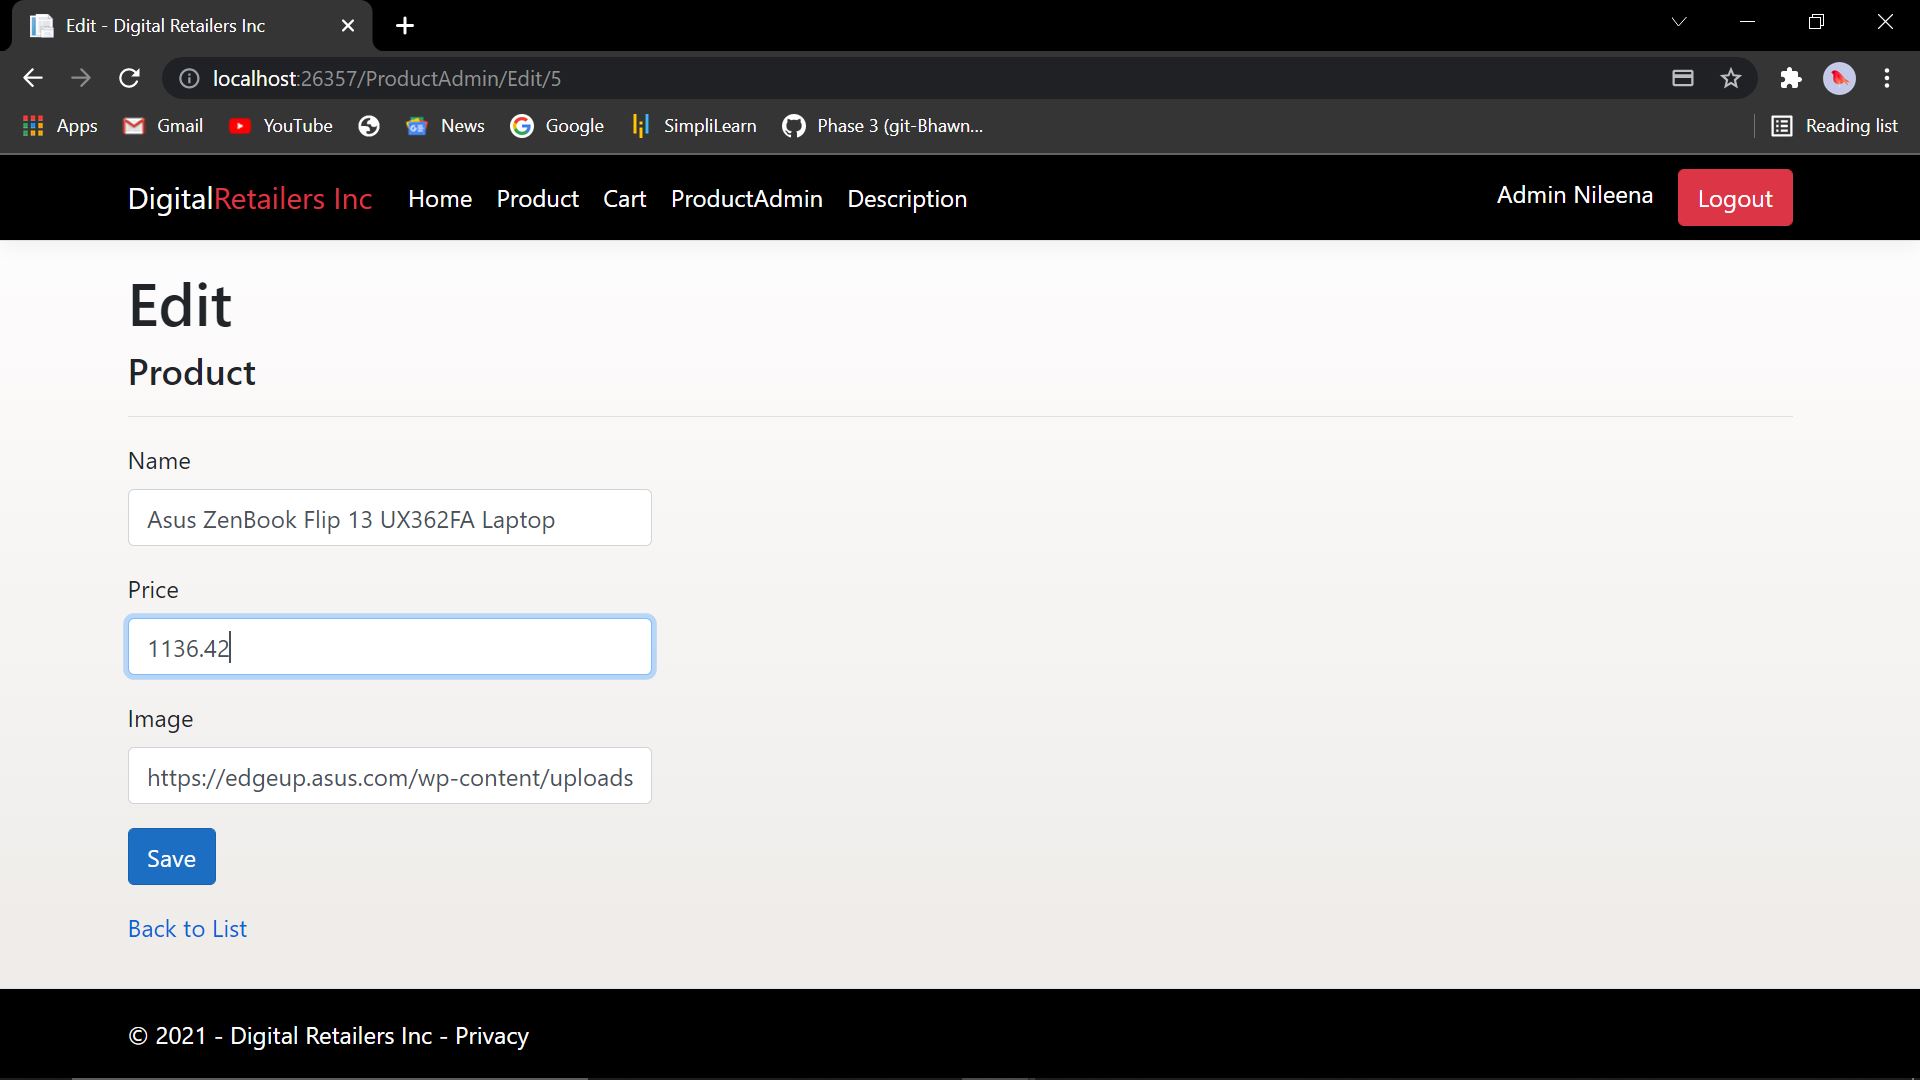 Edit - Digital Retailers Inc
localhost:26357/ProductAdmin/Edit/5
Apps Gmail YouTube News Google SimpliLearn Phase 3 (git-Bhawn... Reading list
DigitalRetailers Inc Home Product Cart ProductAdmin Description Admin Nileena Logout
Edit
Product
Name
Asus ZenBook Flip 13 UX362FA Laptop
Price
1136.42
Image
https://edgeup.asus.com/wp-content/uploads
Save
Back to List
© 2021 - Digital Retailers Inc - Privacy